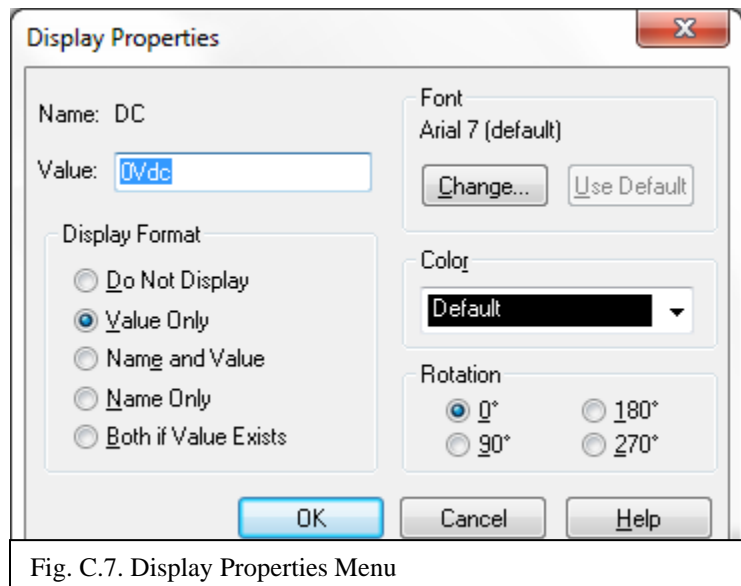 Display Properties
Name: DC
Value: 0Vdc
Display Format
Do Not Display
Value Only
Name and Value
Name Only
Both if Value Exists
Font
Arial 7 (default)
Change... Use Default
Color
Default
Rotation
0° 180°
90° 270°
OK Cancel Help
Fig. C.7. Display Properties Menu